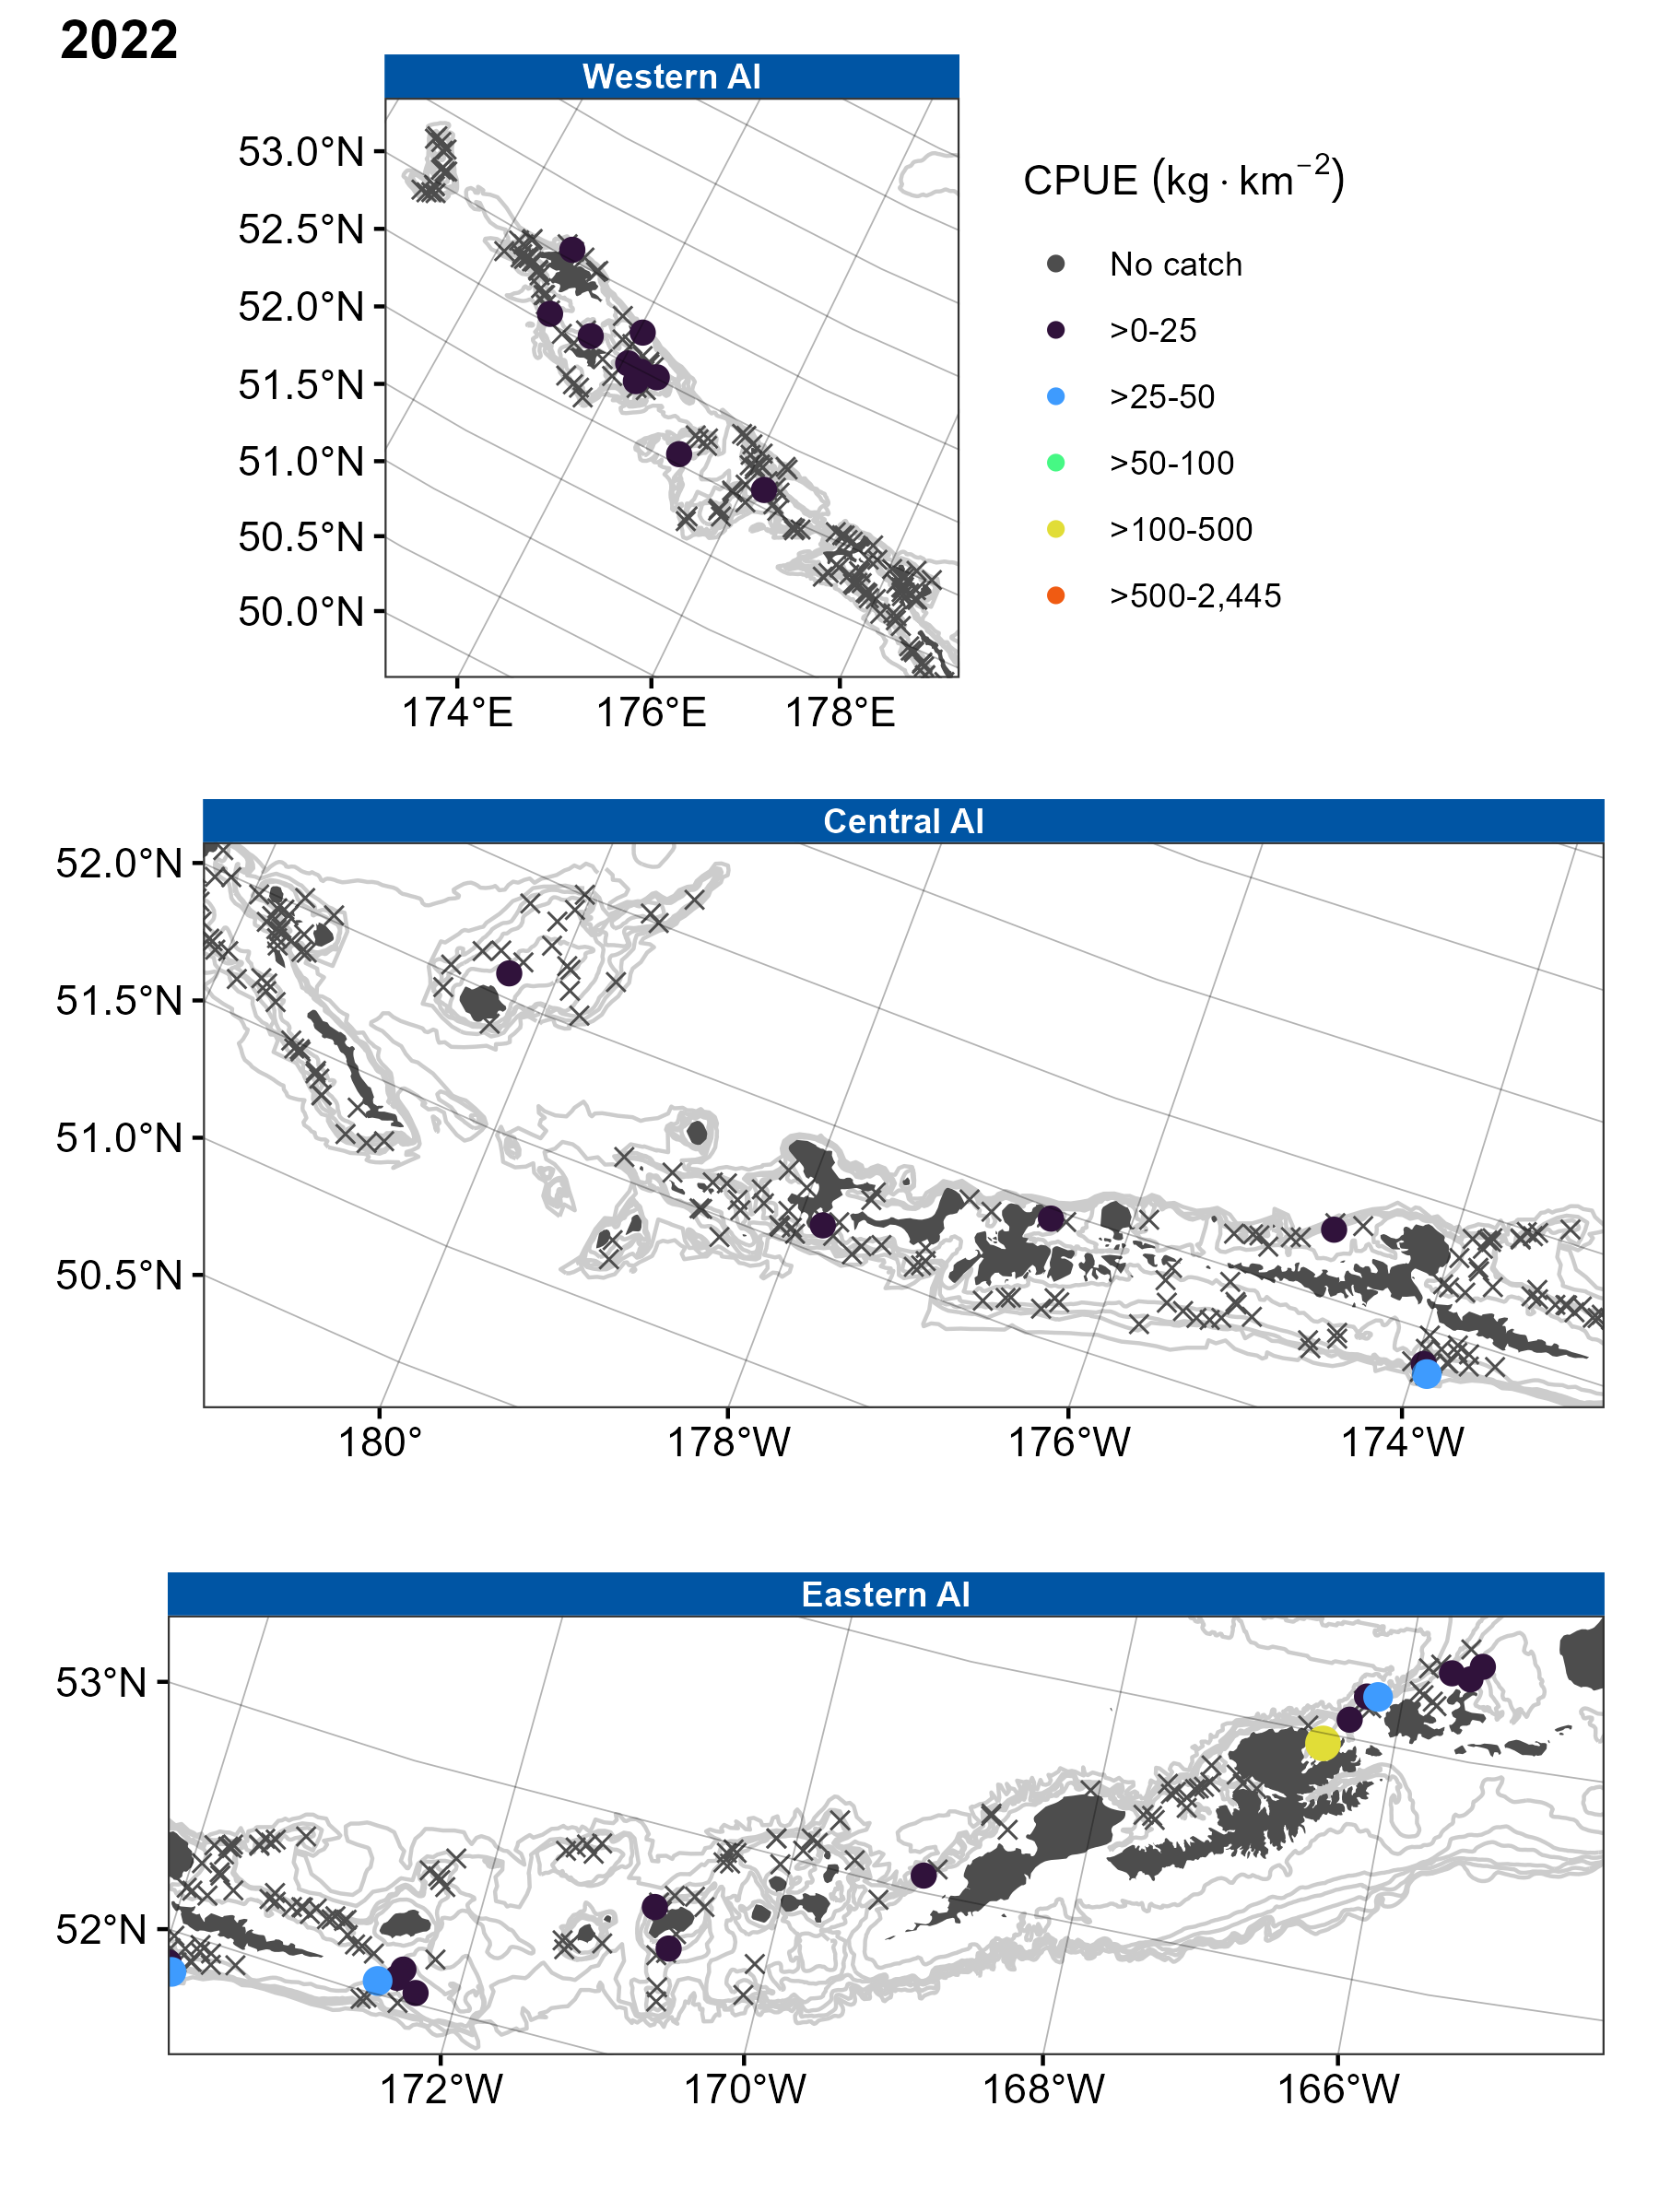 2022
Western AI
53.0°N
52.5°N
52.0°N
51.5°N
51.0°N
50.5°N
50.0°N
174°E 176°E 178°E
CPUE (kg · km⁻²)
No catch
>0-25
>25-50
>50-100
>100-500
>500-2,445
Central AI
52.0°N
51.5°N
51.0°N
50.5°N
180° 178°W 176°W 174°W
Eastern AI
53°N
52°N
172°W 170°W 168°W 166°W